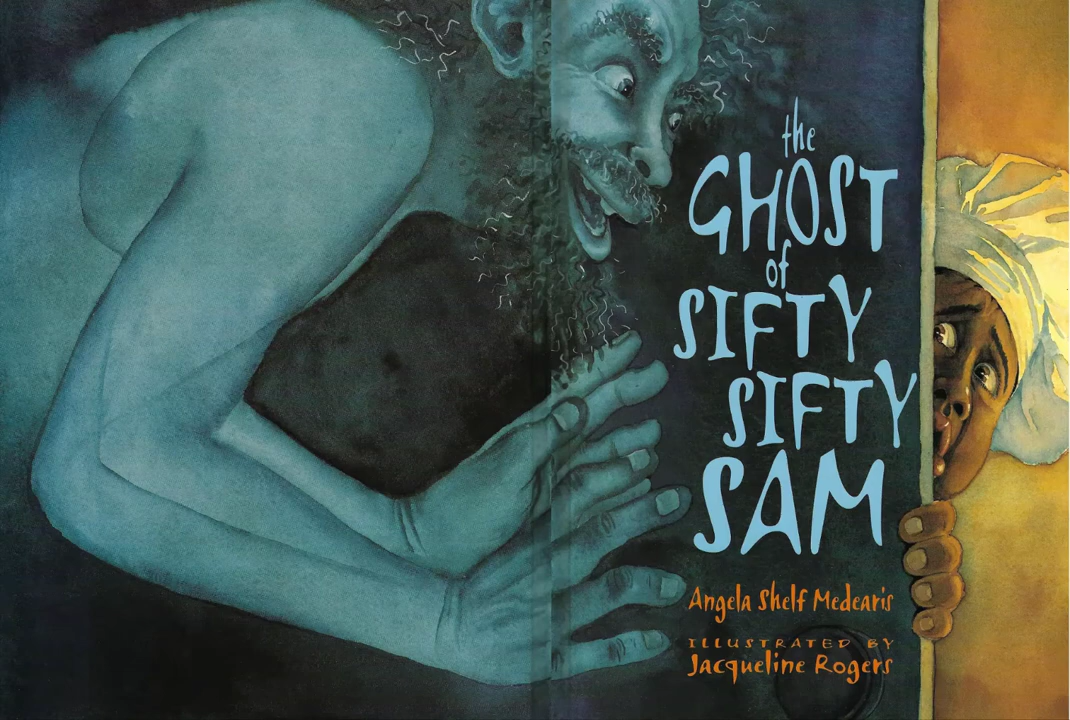 the
GHOST
of
SIFTY
SIFTY
SAM
Angela Shelf Medearis
ILLUSTRATED BY
Jacqueline Rogers